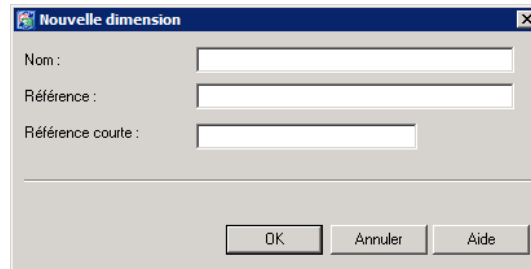 Nouvelle dimension
Nom :
Référence :
Référence courte :
OK Annuler Aide